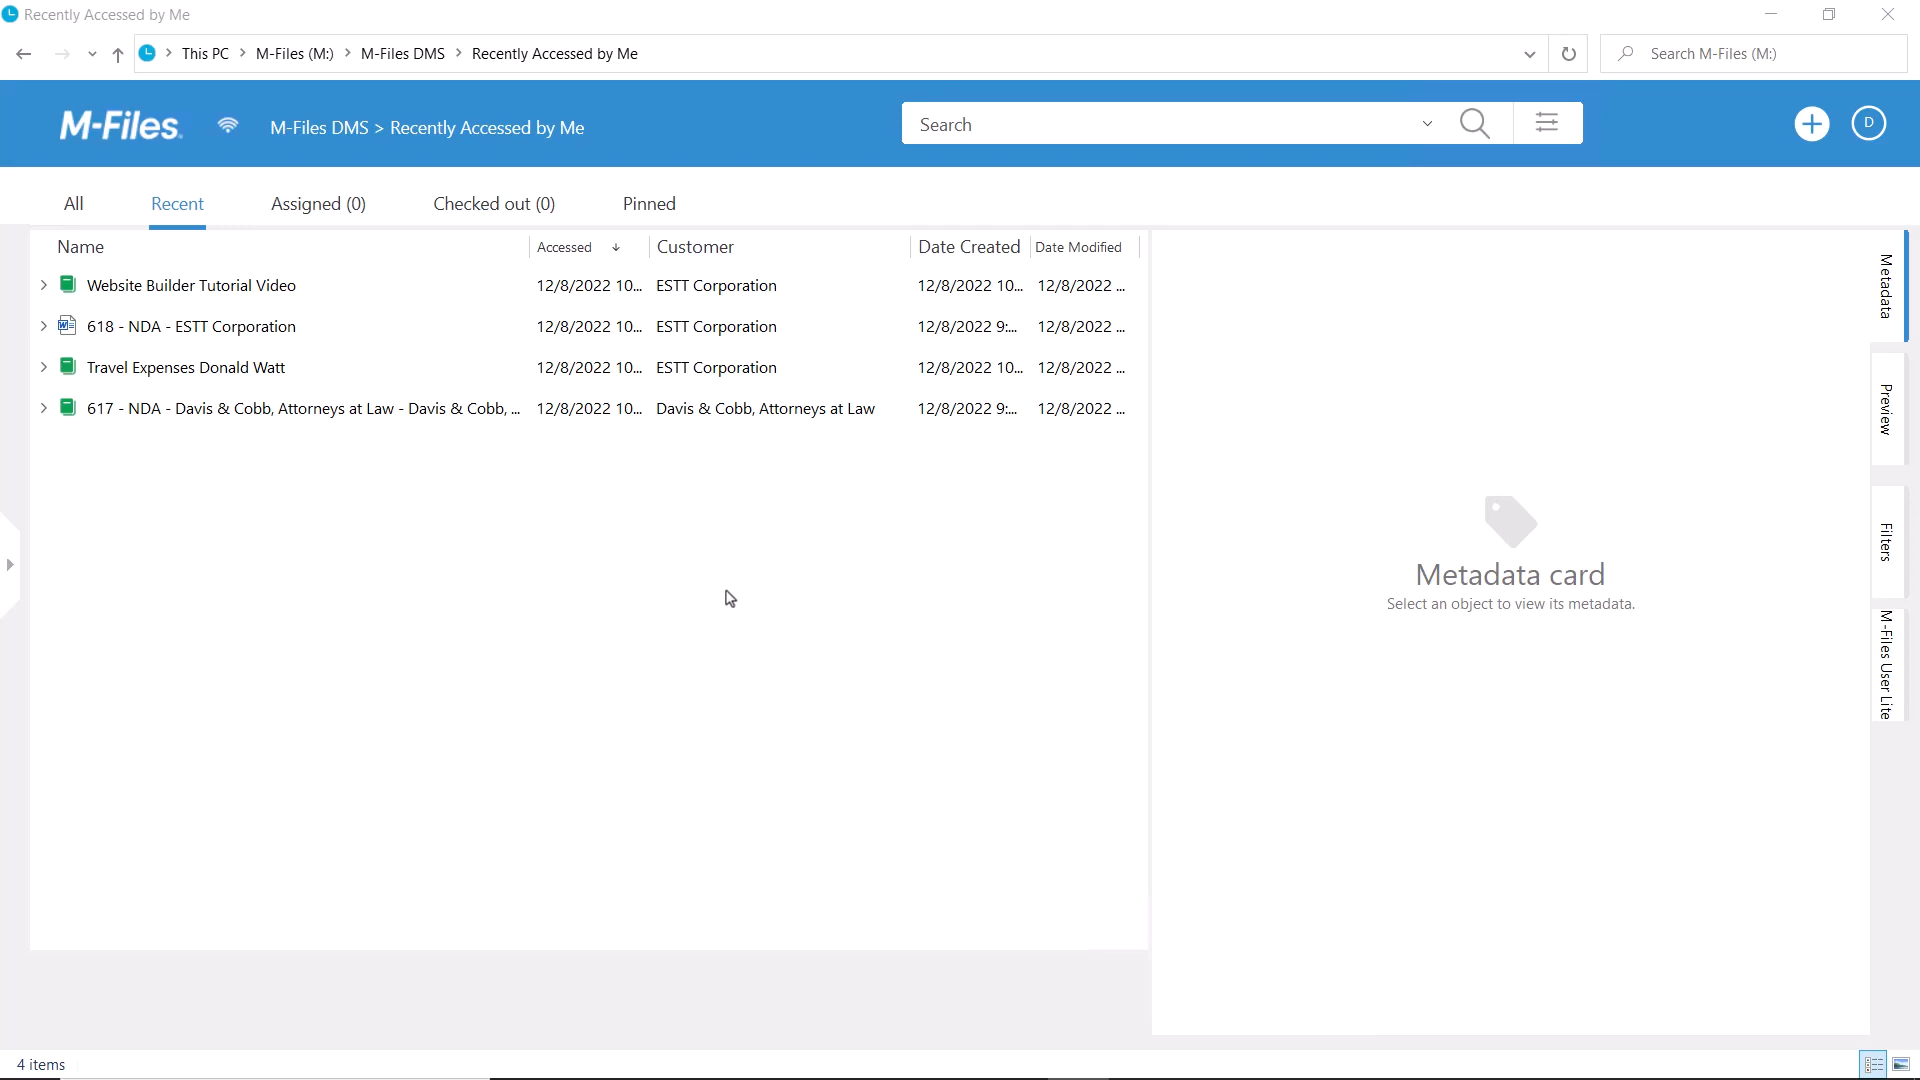 Recently Accessed by Me
This PC > M-Files (M:) > M-Files DMS > Recently Accessed by Me
Search M-Files (M:)
M-Files.
M-Files DMS > Recently Accessed by Me
Search
D
All Recent Assigned (0) Checked out (0) Pinned
Name Accessed Customer Date Created Date Modified
Website Builder Tutorial Video 12/8/2022 10... ESTT Corporation 12/8/2022 10... 12/8/2022 ...
618 - NDA - ESTT Corporation 12/8/2022 10... ESTT Corporation 12/8/2022 9:... 12/8/2022 ...
Travel Expenses Donald Watt 12/8/2022 10... ESTT Corporation 12/8/2022 10... 12/8/2022 ...
617 - NDA - Davis & Cobb, Attorneys at Law - Davis & Cobb, ... 12/8/2022 10... Davis & Cobb, Attorneys at Law 12/8/2022 9:... 12/8/2022 ...
Metadata
Preview
Filters
M-Files User Lite
Metadata card
Select an object to view its metadata.
4 items